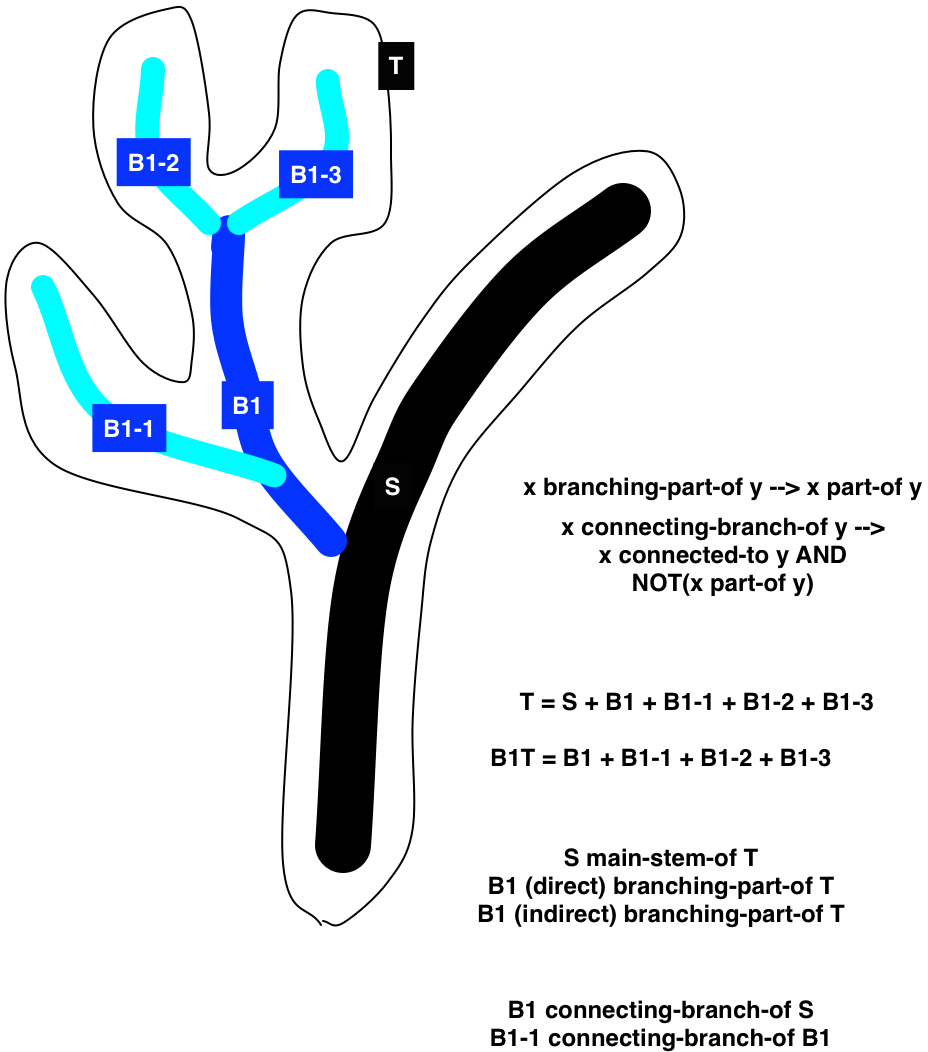 T
B1-2
B1-3
B1
B1-1
S
x branching-part-of y --> x part-of y
x connecting-branch-of y -->
x connected-to y AND
NOT(x part-of y)
T = S + B1 + B1-1 + B1-2 + B1-3
B1T = B1 + B1-1 + B1-2 + B1-3
S main-stem-of T
B1 (direct) branching-part-of T
B1 (indirect) branching-part-of T
B1 connecting-branch-of S
B1-1 connecting-branch-of B1